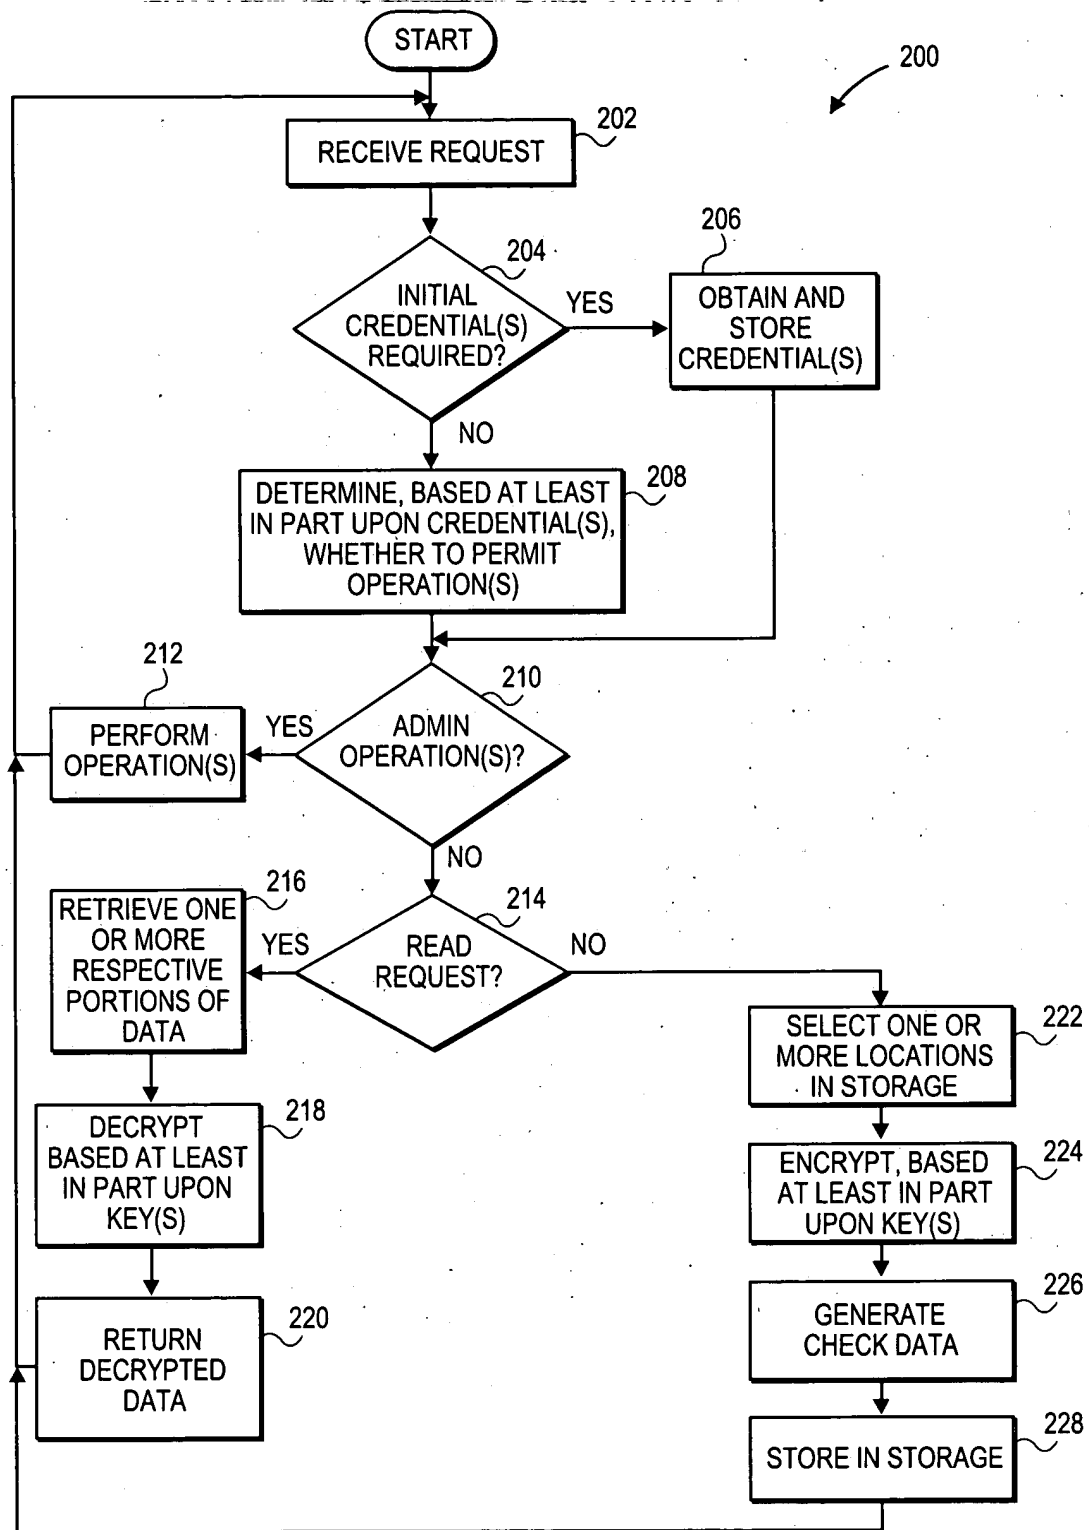 START
200
202
RECEIVE REQUEST
204
206
INITIAL
CREDENTIAL(S)
REQUIRED?
YES
OBTAIN AND
STORE
CREDENTIAL(S)
NO
208
DETERMINE, BASED AT LEAST
IN PART UPON CREDENTIAL(S),
WHETHER TO PERMIT
OPERATION(S)
212
210
PERFORM
OPERATION(S)
YES
ADMIN
OPERATION(S)?
NO
216
214
RETRIEVE ONE
OR MORE
RESPECTIVE
PORTIONS OF
DATA
YES
READ
REQUEST?
NO
222
SELECT ONE OR
MORE LOCATIONS
IN STORAGE
218
DECRYPT
BASED AT LEAST
IN PART UPON
KEY(S)
224
ENCRYPT, BASED
AT LEAST IN PART
UPON KEY(S)
220
RETURN
DECRYPTED
DATA
226
GENERATE
CHECK DATA
228
STORE IN STORAGE